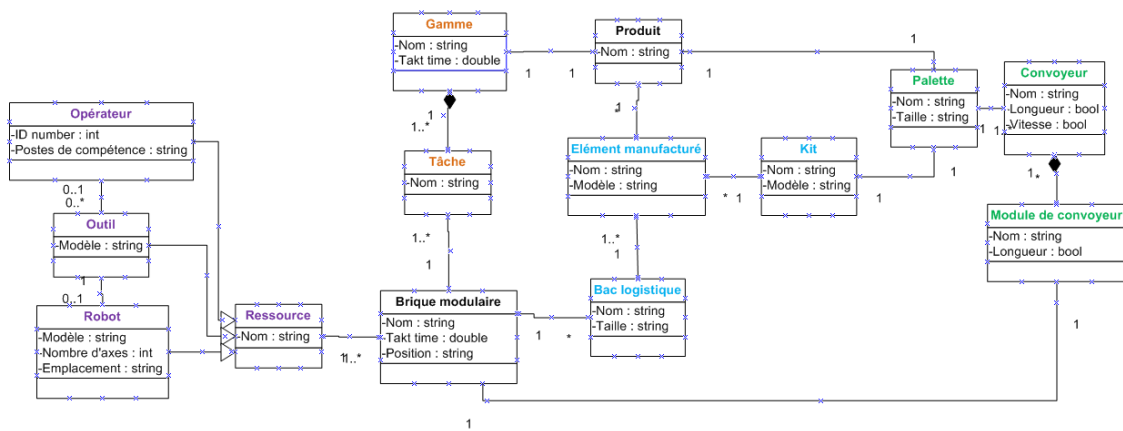 Gamme
-Nom : string
-Takt time : double
1
1
Produit
-Nom : string
1
1
Palette
-Nom : string
-Taille : string
1
1..*
Convoyeur
-Nom : string
-Longueur : bool
-Vitesse : bool
Opérateur
-ID number : int
-Postes de compétence : string
1
1..*
Tâche
-Nom : string
1
*
Elément manufacturé
-Nom : string
-Modèle : string
*
1
Kit
-Nom : string
-Modèle : string
1
1
1
*
Module de convoyeur
-Nom : string
-Longueur : bool
0..1
0..*
Outil
-Modèle : string
1
0..1
Robot
-Modèle : string
-Nombre d'axes : int
-Emplacement : string
Ressource
-Nom : string
1
1..*
1..*
1
Brique modulaire
-Nom : string
-Takt time : double
-Position : string
1
*
1..*
1
Bac logistique
-Nom : string
-Taille : string
1
1